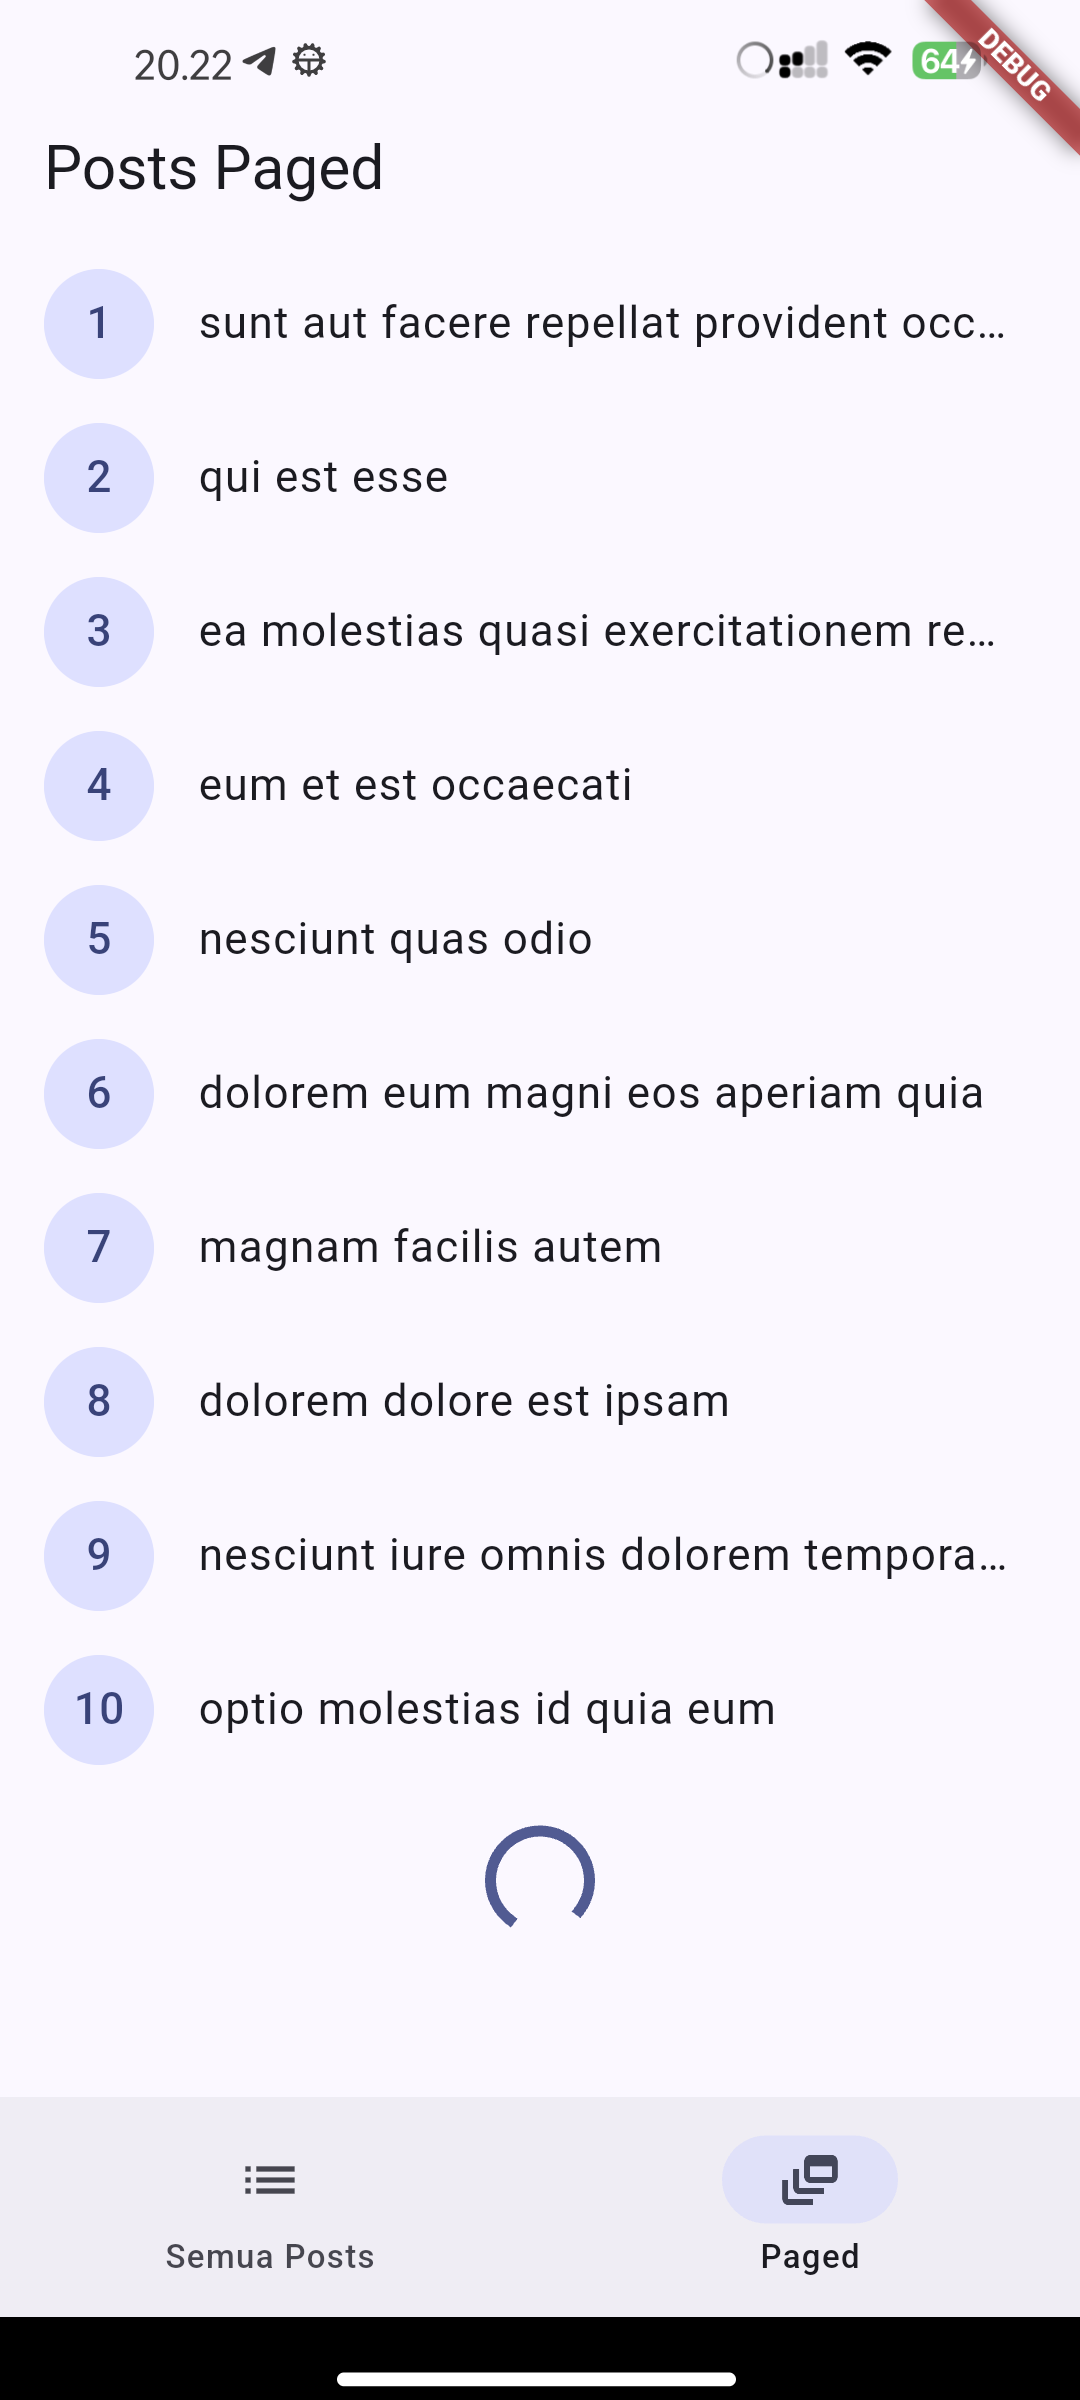 20.22
64
DEBUG
Posts Paged
1 sunt aut facere repellat provident occ...
2 qui est esse
3 ea molestias quasi exercitationem re...
4 eum et est occaecati
5 nesciunt quas odio
6 dolorem eum magni eos aperiam quia
7 magnam facilis autem
8 dolorem dolore est ipsam
9 nesciunt iure omnis dolorem tempora...
10 optio molestias id quia eum
Semua Posts
Paged